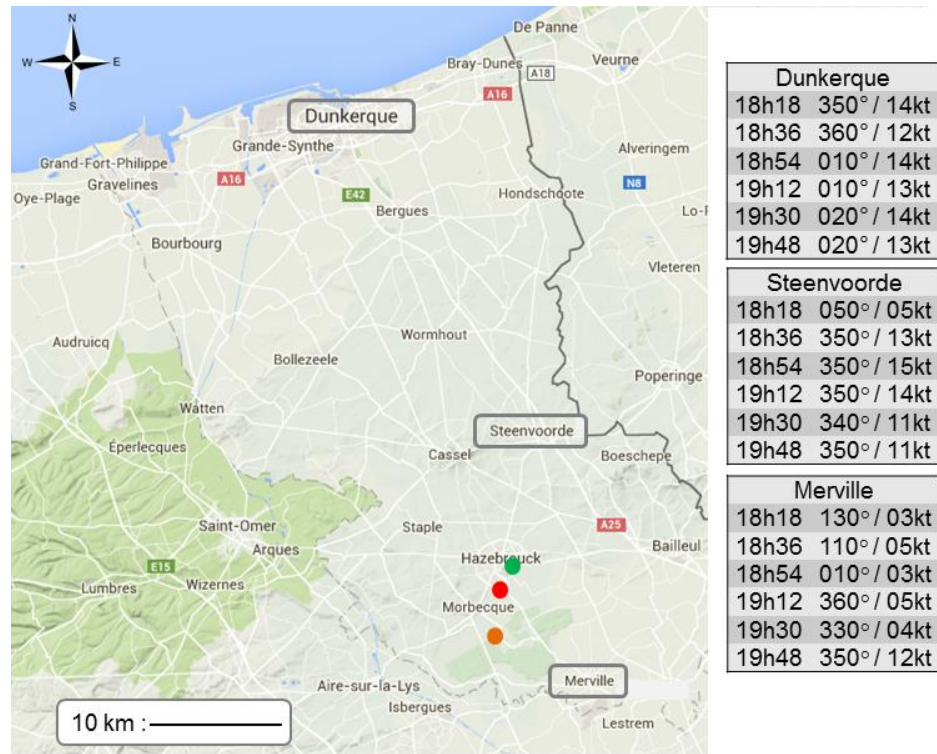 N
W E
S
De Panne
Bray-Dunes
A18
Veurne
A16
Dunkerque
Grande-Synthe
Alveringem
Grand-Fort-Philippe
Gravelines
A16
N8
Oye-Plage
E42
Hondschoote
Bergues
Bourbourg
Vleteren
Wormhout
Audruicq
Bollezeele
Poperinge
Watten
Steenvoorde
Éperlecques
Cassel
Boeschepe
Saint-Omer
Staple
A25
Arques
Bailleul
Hazebrouck
E15
Lumbres
Wizernes
Morbecque
Aire-sur-la-Lys
Merville
Isbergues
10 km :
Lestrem
Dunkerque
18h18 350° / 14kt
18h36 360° / 12kt
18h54 010° / 14kt
19h12 010° / 13kt
19h30 020° / 14kt
19h48 020° / 13kt
Steenvoorde
18h18 050° / 05kt
18h36 350° / 13kt
18h54 350° / 15kt
19h12 350° / 14kt
19h30 340° / 11kt
19h48 350° / 11kt
Merville
18h18 130° / 03kt
18h36 110° / 05kt
18h54 010° / 03kt
19h12 360° / 05kt
19h30 330° / 04kt
19h48 350° / 12kt